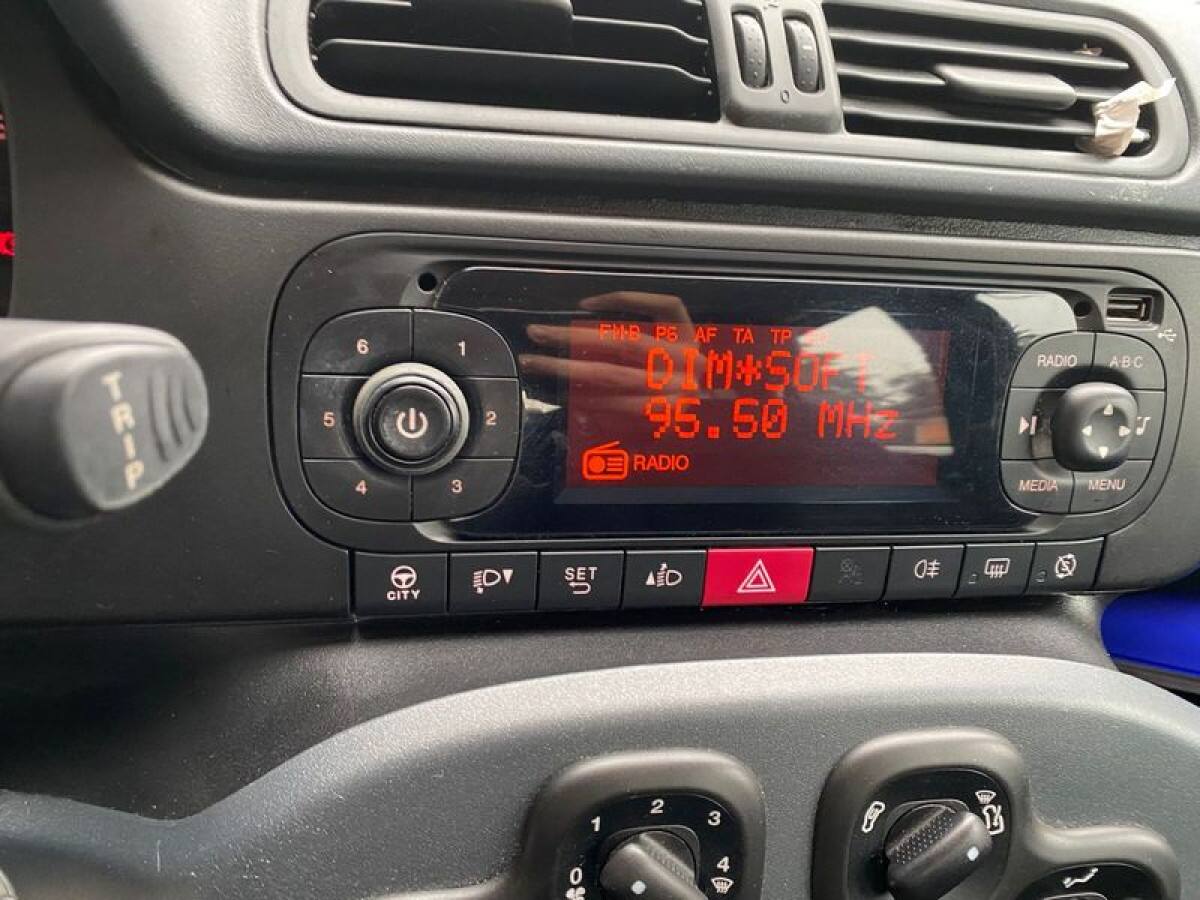 FM-B P6 AF TA TP
DIM*SOFT
95.50 MHz
RADIO
6
1
5
2
4
3
RADIO
A-B-C
MEDIA
MENU
TRIP
CITY
SET
0
0
1
2
3
4